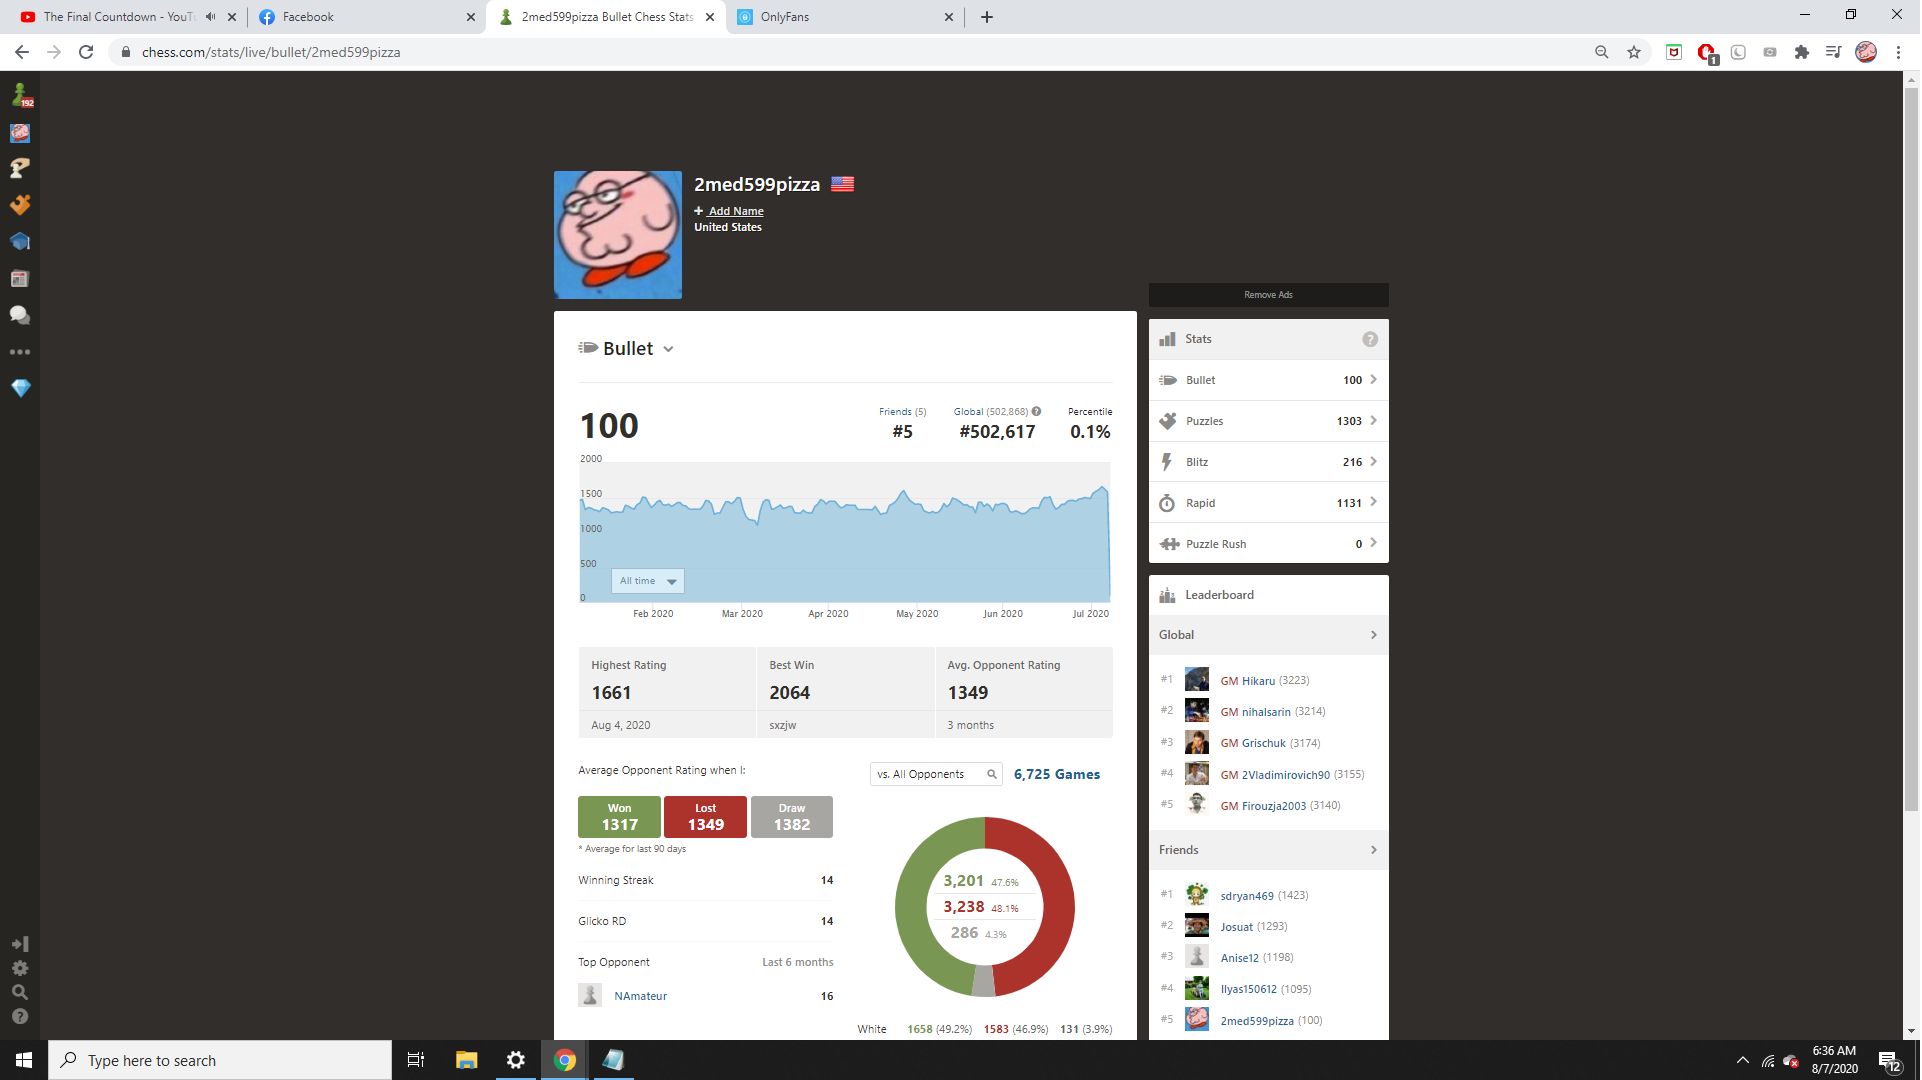 The Final Countdown - YouTu
Facebook
2med599pizza Bullet Chess Stats
OnlyFans
chess.com/stats/live/bullet/2med599pizza
1
192
2med599pizza
+ Add Name
United States
Remove Ads
Bullet
100
Friends (5)
#5
Global (502,868) ?
#502,617
Percentile
0.1%
2000
1500
1000
500
0
All time
Feb 2020
Mar 2020
Apr 2020
May 2020
Jun 2020
Jul 2020
Highest Rating
1661
Aug 4, 2020
Best Win
2064
sxzjw
Avg. Opponent Rating
1349
3 months
Average Opponent Rating when I:
Won
1317
Lost
1349
Draw
1382
* Average for last 90 days
Winning Streak 14
Glicko RD 14
Top Opponent Last 6 months
NAmateur 16
vs. All Opponents
6,725 Games
3,201 47.6%
3,238 48.1%
286 4.3%
White 1658 (49.2%) 1583 (46.9%) 131 (3.9%)
Stats ?
Bullet 100
Puzzles 1303
Blitz 216
Rapid 1131
Puzzle Rush 0
Leaderboard
Global
#1 GM Hikaru (3223)
#2 GM nihalsarin (3214)
#3 GM Grischuk (3174)
#4 GM 2Vladimirovich90 (3155)
#5 GM Firouzja2003 (3140)
Friends
#1 sdryan469 (1423)
#2 Josuat (1293)
#3 Anise12 (1198)
#4 Ilyas150612 (1095)
#5 2med599pizza (100)
Type here to search
6:36 AM
8/7/2020
12